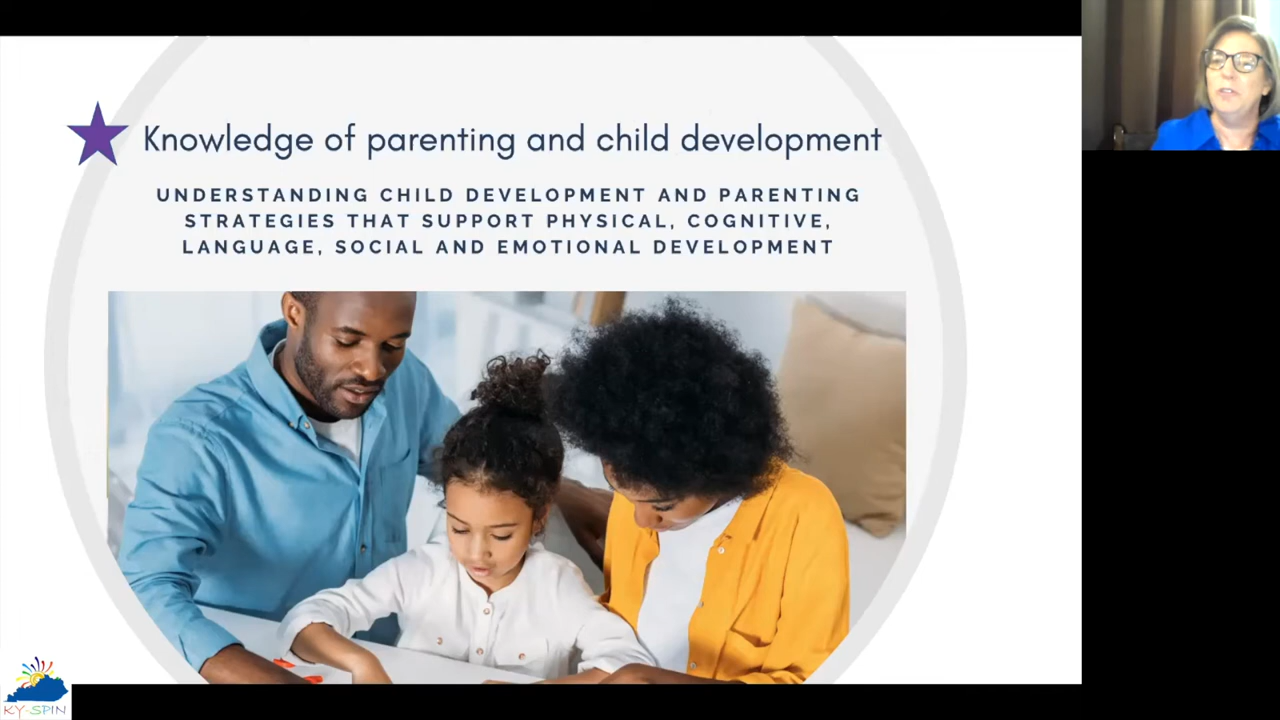 Knowledge of parenting and child development
UNDERSTANDING CHILD DEVELOPMENT AND PARENTING
STRATEGIES THAT SUPPORT PHYSICAL, COGNITIVE,
LANGUAGE, SOCIAL AND EMOTIONAL DEVELOPMENT
KY-SPIN